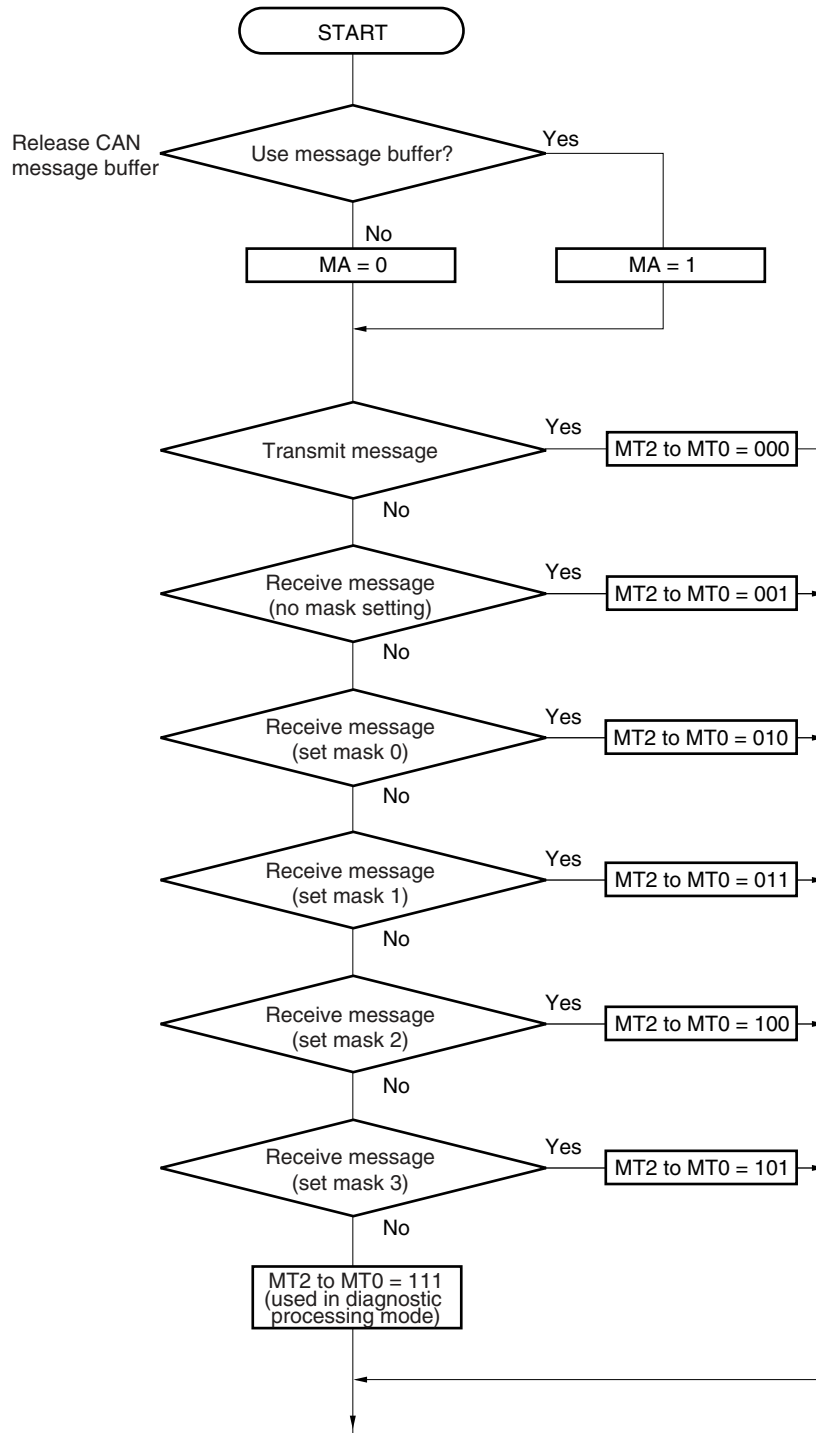 START
Release CAN
message buffer
Use message buffer?
Yes
No
MA = 0
MA = 1
Transmit message
Yes
MT2 to MT0 = 000
No
Receive message
(no mask setting)
Yes
MT2 to MT0 = 001
No
Receive message
(set mask 0)
Yes
MT2 to MT0 = 010
No
Receive message
(set mask 1)
Yes
MT2 to MT0 = 011
No
Receive message
(set mask 2)
Yes
MT2 to MT0 = 100
No
Receive message
(set mask 3)
Yes
MT2 to MT0 = 101
No
MT2 to MT0 = 111
(used in diagnostic
processing mode)